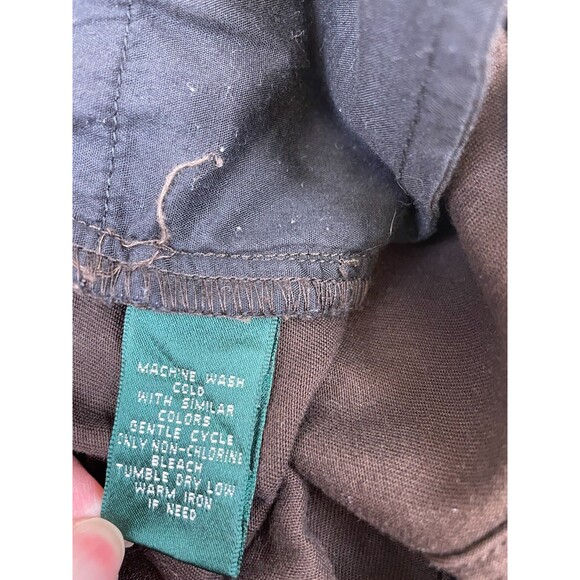 MACHINE WASH
COLD
WITH SIMILAR
COLORS
GENTLE CYCLE
ONLY NON-CHLORINE
BLEACH
TUMBLE DRY LOW
WARM IRON
IF NEED